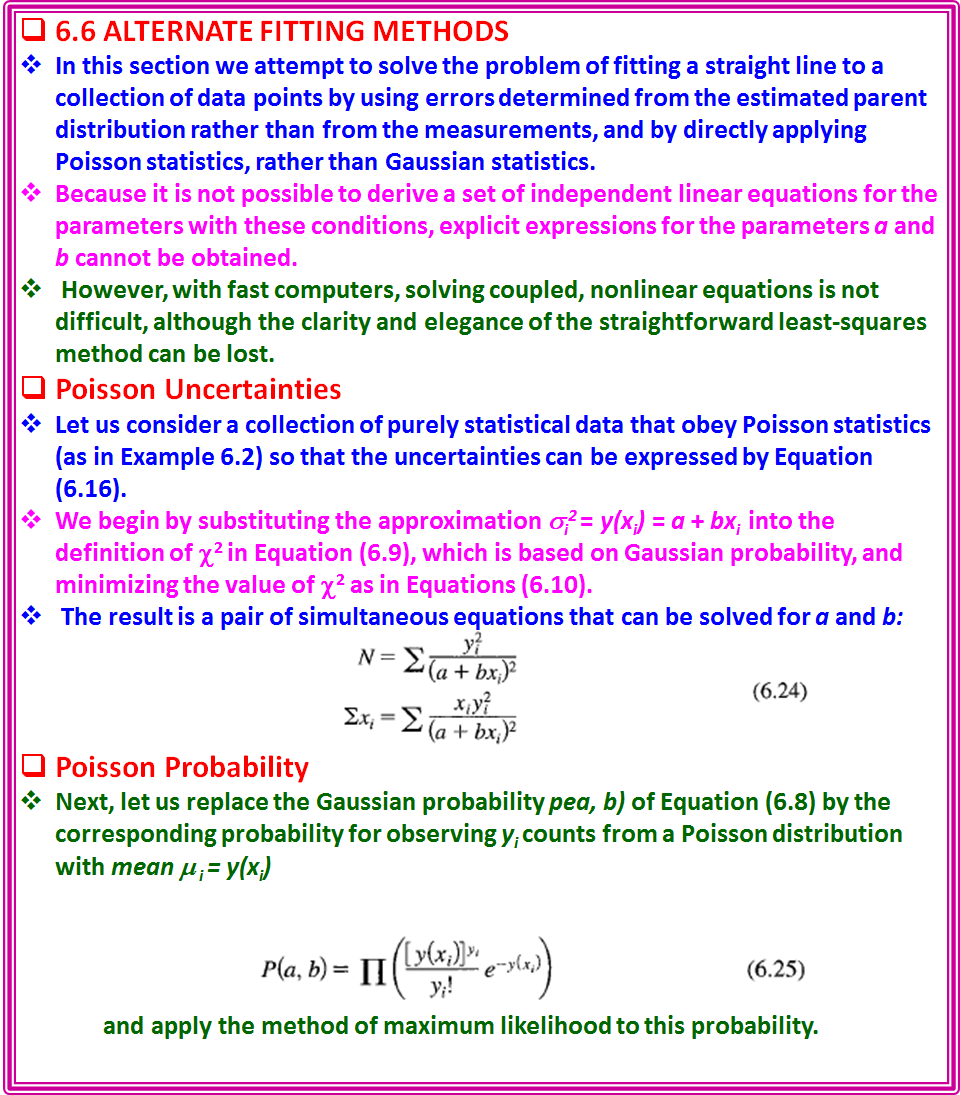 ❑ 6.6 ALTERNATE FITTING METHODS
❖ In this section we attempt to solve the problem of fitting a straight line to a
collection of data points by using errors determined from the estimated parent
distribution rather than from the measurements, and by directly applying
Poisson statistics, rather than Gaussian statistics.
❖ Because it is not possible to derive a set of independent linear equations for the
parameters with these conditions, explicit expressions for the parameters a and
b cannot be obtained.
❖ However, with fast computers, solving coupled, nonlinear equations is not
difficult, although the clarity and elegance of the straightforward least-squares
method can be lost.
❑ Poisson Uncertainties
❖ Let us consider a collection of purely statistical data that obey Poisson statistics
(as in Example 6.2) so that the uncertainties can be expressed by Equation
(6.16).
❖ We begin by substituting the approximation σᵢ² = y(xᵢ) = a + bxᵢ into the
definition of χ² in Equation (6.9), which is based on Gaussian probability, and
minimizing the value of χ² as in Equations (6.10).
❖ The result is a pair of simultaneous equations that can be solved for a and b:
N = Σ yᵢ² / (a + bxᵢ)²
Σxᵢ = Σ xᵢyᵢ² / (a + bxᵢ)²
(6.24)
❑ Poisson Probability
❖ Next, let us replace the Gaussian probability pea, b) of Equation (6.8) by the
corresponding probability for observing yᵢ counts from a Poisson distribution
with mean μᵢ = y(xᵢ)
P(a, b) = ∏ ( [y(xᵢ)]^yᵢ / yᵢ! e^−y(xᵢ) ) (6.25)
and apply the method of maximum likelihood to this probability.